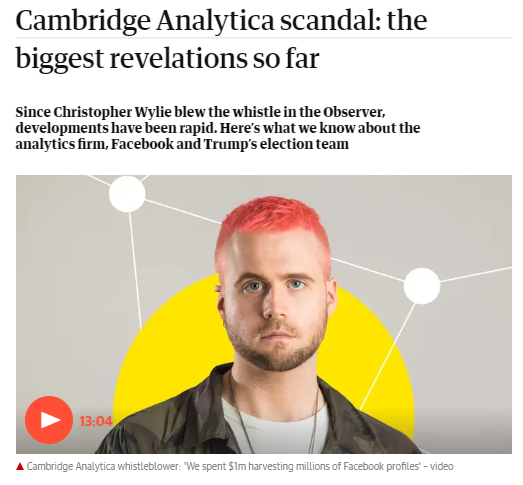 Cambridge Analytica scandal: the
biggest revelations so far
Since Christopher Wylie blew the whistle in the Observer,
developments have been rapid. Here's what we know about the
analytics firm, Facebook and Trump's election team
13:04
Cambridge Analytica whistleblower: 'We spent $1m harvesting millions of Facebook profiles' – video